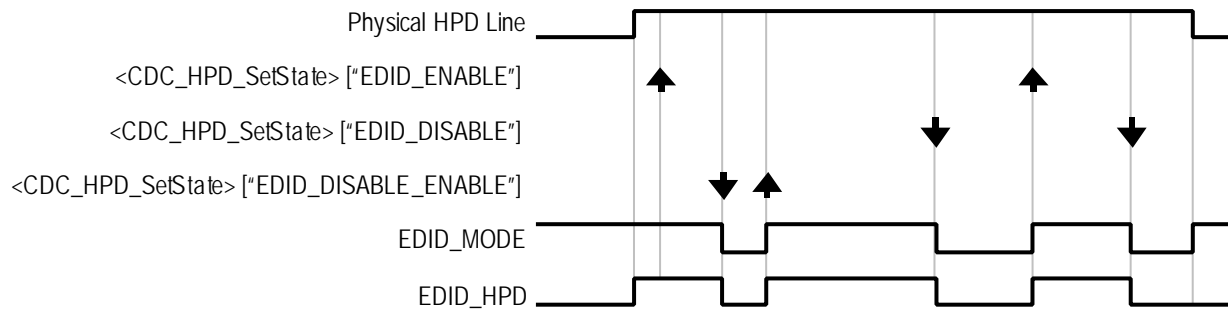 Physical HPD Line
<CDC_HPD_SetState> ["EDID_ENABLE"]
<CDC_HPD_SetState> ["EDID_DISABLE"]
<CDC_HPD_SetState> ["EDID_DISABLE_ENABLE"]
EDID_MODE
EDID_HPD